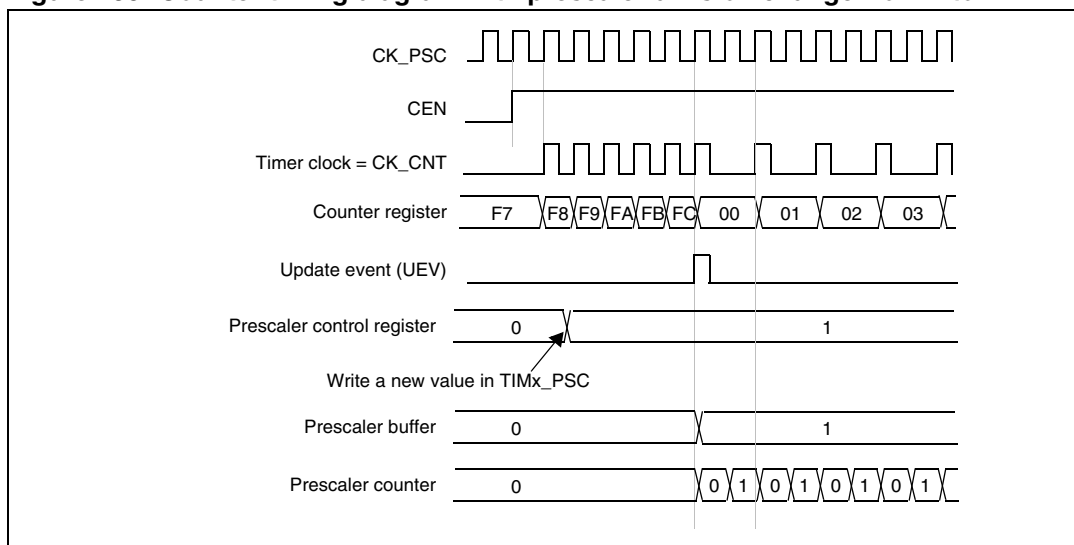 CK_PSC
CEN
Timer clock = CK_CNT
Counter register F7 F8 F9 FA FB FC 00 01 02 03
Update event (UEV)
Prescaler control register 0 1
Write a new value in TIMx_PSC
Prescaler buffer 0 1
Prescaler counter 0 0 1 0 1 0 1 0 1